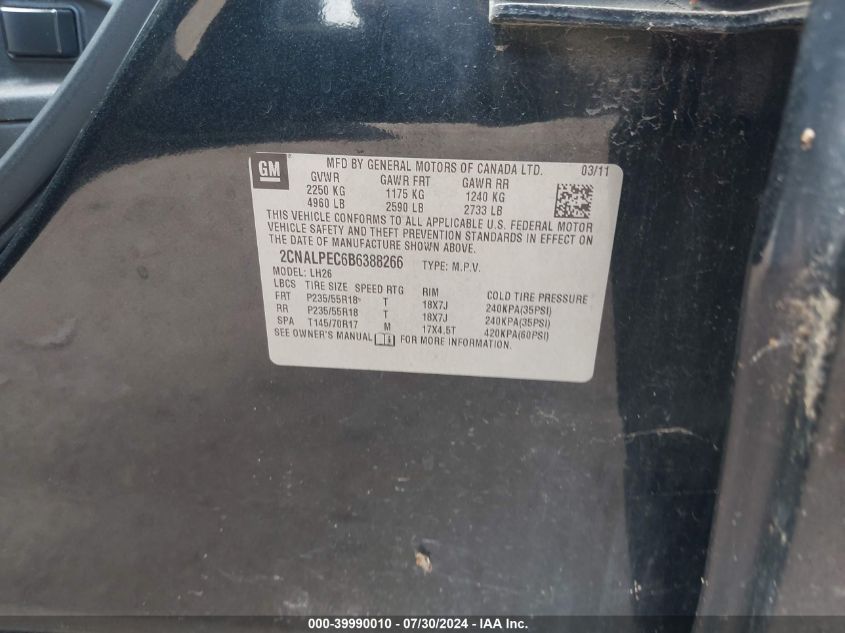 GM MFD BY GENERAL MOTORS OF CANADA LTD. 03/11
GVWR GAWR FRT GAWR RR
2250 KG 1175 KG 1240 KG
4960 LB 2590 LB 2733 LB
THIS VEHICLE CONFORMS TO ALL APPLICABLE U.S. FEDERAL MOTOR
VEHICLE SAFETY AND THEFT PREVENTION STANDARDS IN EFFECT ON
THE DATE OF MANUFACTURE SHOWN ABOVE.
2CNALPEC6B6388266 TYPE: M.P.V.
MODEL: LH26
LBCS TIRE SIZE SPEED RTG RIM COLD TIRE PRESSURE
FRT P235/55R18 T 18X7J 240KPA(35PSI)
RR P235/55R18 T 18X7J 240KPA(35PSI)
SPA T145/70R17 M 17X4.5T 420KPA(60PSI)
SEE OWNER'S MANUAL FOR MORE INFORMATION.
000-39990010 / 07/30/2024 - IAA Inc.